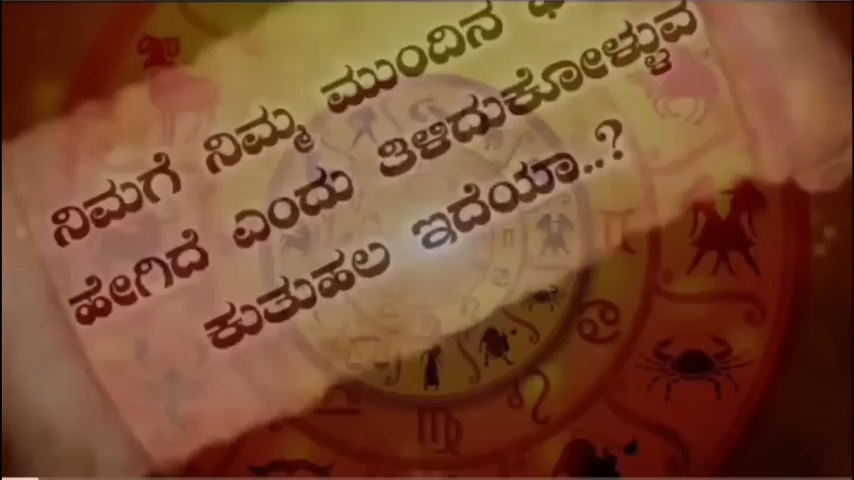 ನಿಮಗೆ ನಿಮ್ಮ ಮುಂದಿನ
ಹೇಗಿದೆ ಎಂದು ತಿಳಿದುಕೋಳ್ಳುವ
ಕುತುಹಲ ಇದೆಯಾ..?